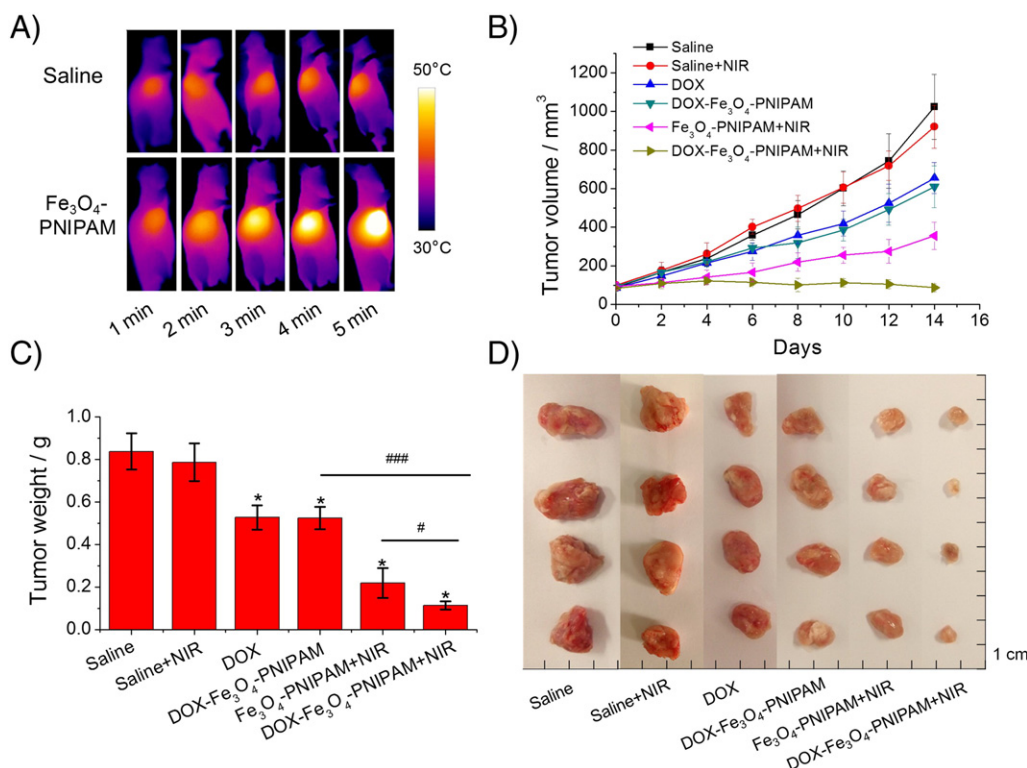 A)
Saline
Fe₃O₄-
PNIPAM
50°C
30°C
1 min
2 min
3 min
4 min
5 min
B)
Saline
Saline+NIR
DOX
DOX-Fe₃O₄-PNIPAM
Fe₃O₄-PNIPAM+NIR
DOX-Fe₃O₄-PNIPAM+NIR
Tumor volume / mm³
1200
1000
800
600
400
200
0
0 2 4 6 8 10 12 14 16
Days
C)
Tumor weight / g
1.0
0.8
0.6
0.4
0.2
0.0
* * * *
###
#
Saline
Saline+NIR
DOX
DOX-Fe₃O₄-PNIPAM
Fe₃O₄-PNIPAM+NIR
DOX-Fe₃O₄-PNIPAM+NIR
D)
1 cm
Saline
Saline+NIR
DOX
DOX-Fe₃O₄-PNIPAM
Fe₃O₄-PNIPAM+NIR
DOX-Fe₃O₄-PNIPAM+NIR